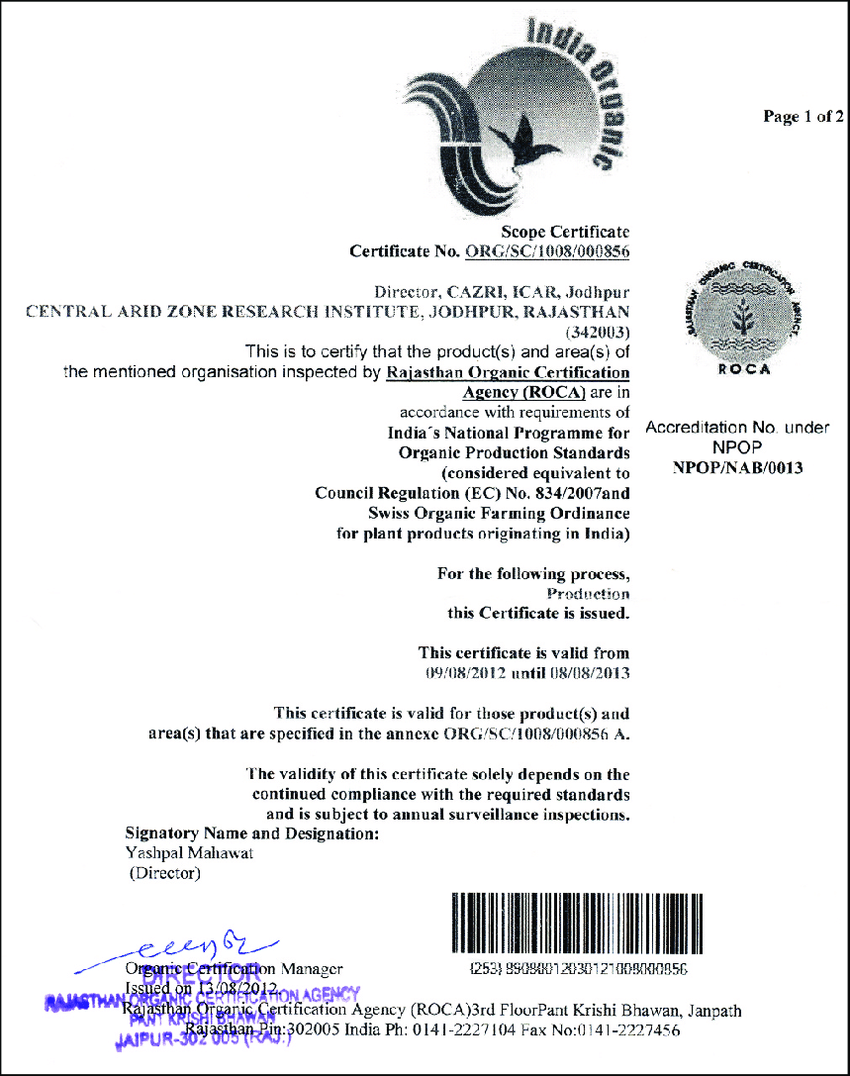 India Organic
Page 1 of 2
Scope Certificate
Certificate No. ORG/SC/1008/000856
Director, CAZRI, ICAR, Jodhpur
CENTRAL ARID ZONE RESEARCH INSTITUTE, JODHPUR, RAJASTHAN
(342003)
This is to certify that the product(s) and area(s) of
the mentioned organisation inspected by Rajasthan Organic Certification
Agency (ROCA) are in
accordance with requirements of
India´s National Programme for
Organic Production Standards
(considered equivalent to
Council Regulation (EC) No. 834/2007and
Swiss Organic Farming Ordinance
for plant products originating in India)
RAJASTHAN ORGANIC CERTIFICATION AGENCY
ROCA
Accreditation No. under
NPOP
NPOP/NAB/0013
For the following process,
Production
this Certificate is issued.
This certificate is valid from
09/08/2012 until 08/08/2013
This certificate is valid for those product(s) and
area(s) that are specified in the annexe ORG/SC/1008/000856 A.
The validity of this certificate solely depends on the
continued compliance with the required standards
and is subject to annual surveillance inspections.
Signatory Name and Designation:
Yashpal Mahawat
(Director)
Organic Certification Manager
Issued on 13/08/2012
Rajasthan Organic Certification Agency (ROCA)3rd FloorPant Krishi Bhawan, Janpath
Rajasthan Pin:302005 India Ph: 0141-2227104 Fax No:0141-2227456
DIRECTOR
RAJASTHAN ORGANIC CERTIFICATION AGENCY
PANT KRISHI BHAWAN
JAIPUR-302 005 (RAJ.)